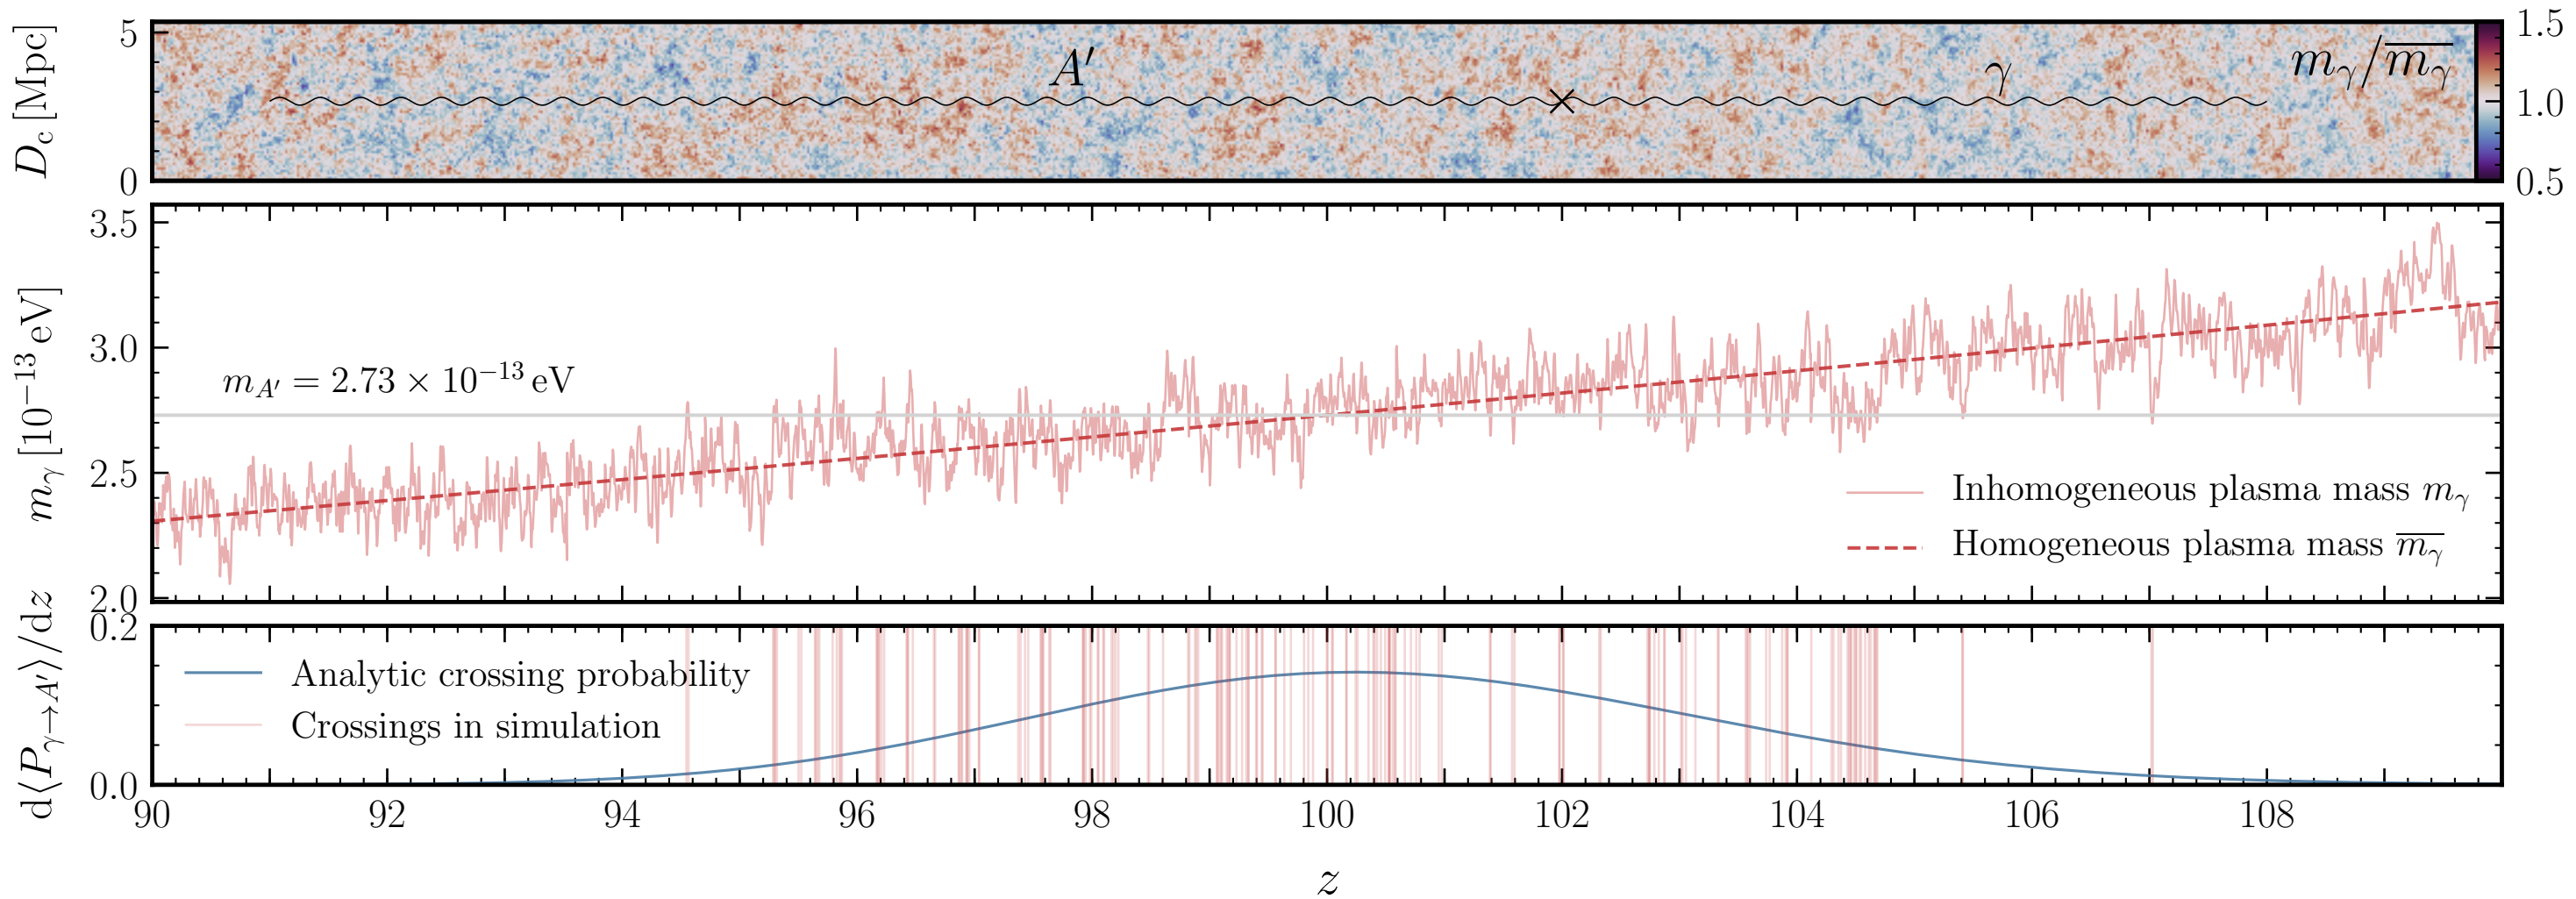 D_c [Mpc]
5
0
A′
γ
m_γ/\overline{m_γ}
1.5
1.0
0.5
m_γ [10^{−13} eV]
3.5
3.0
2.5
2.0
m_{A′} = 2.73 × 10^{−13} eV
Inhomogeneous plasma mass m_γ
Homogeneous plasma mass \overline{m_γ}
d⟨P_{γ→A′}⟩/dz
0.2
0.0
Analytic crossing probability
Crossings in simulation
90 92 94 96 98 100 102 104 106 108
z